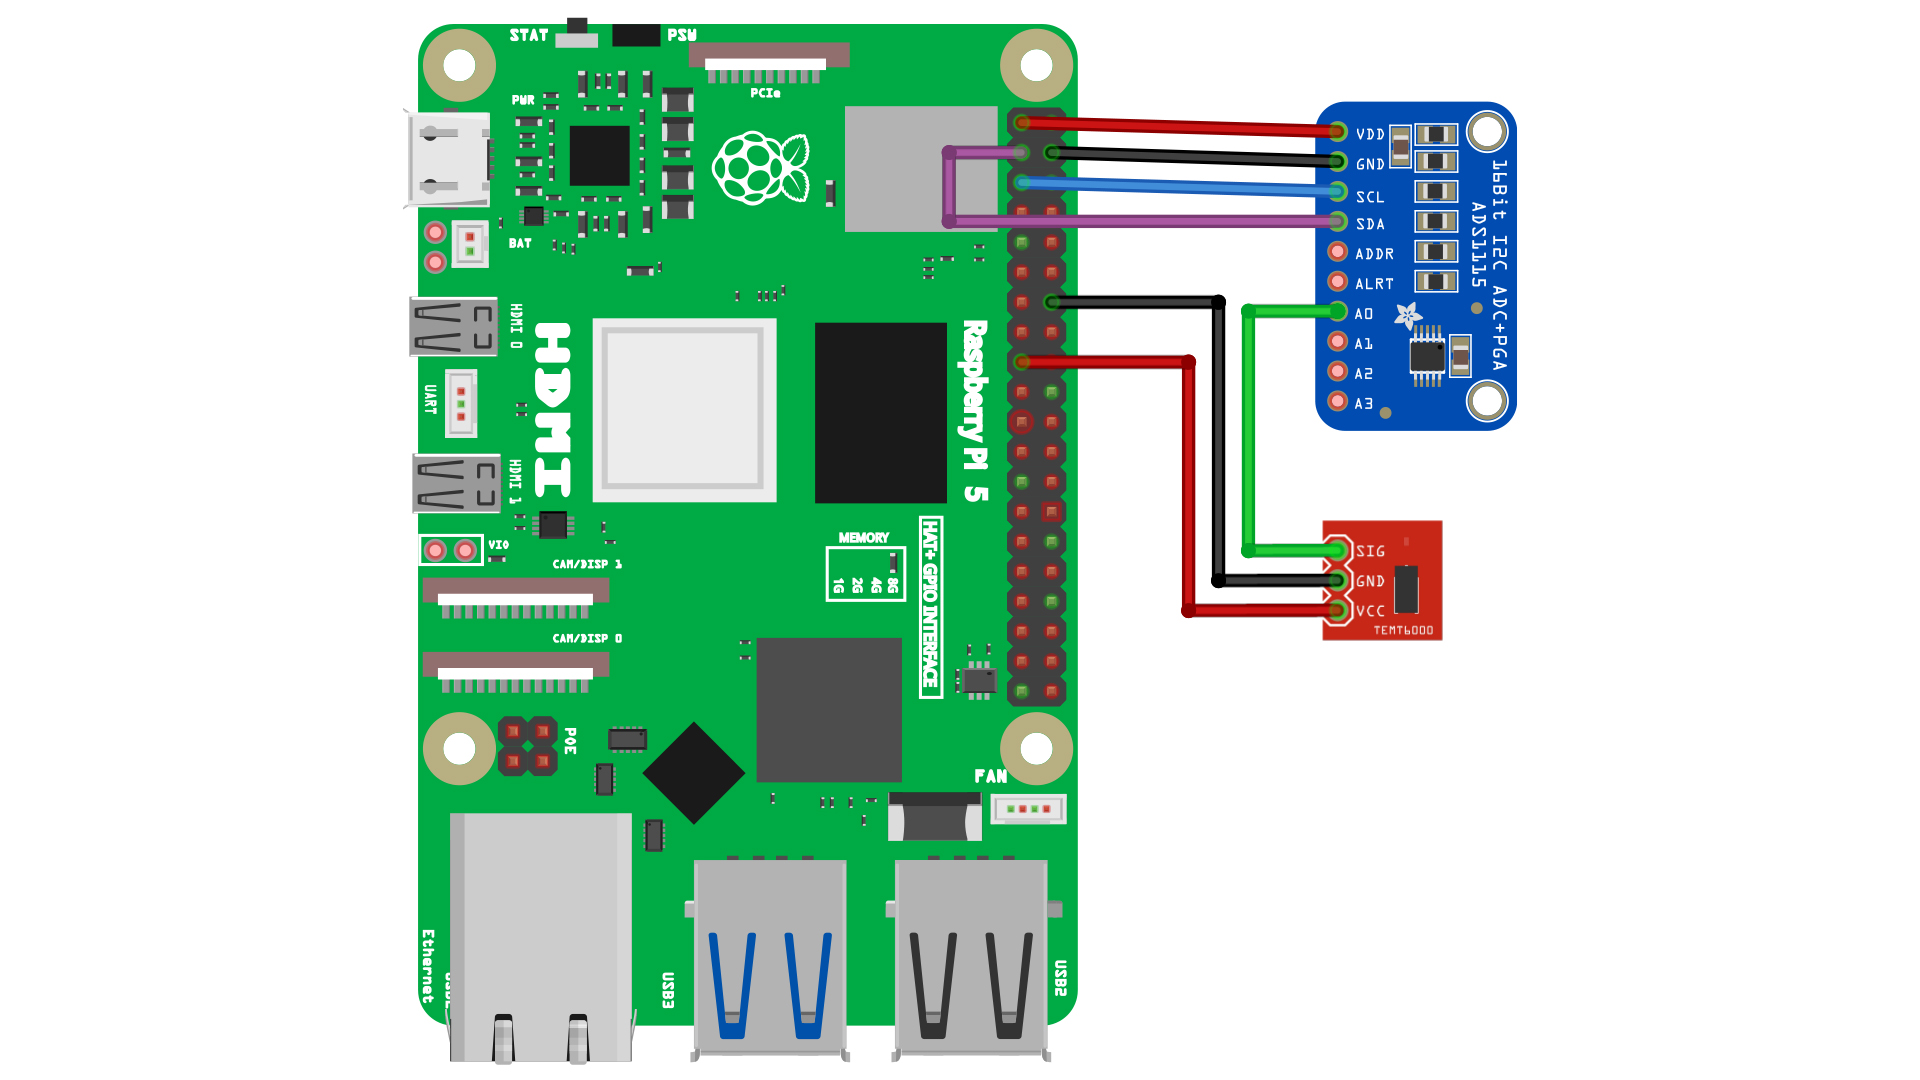 STAT
PSW
PCIe
PWR
BAT
HDMI 0
HDMI
UART
HDMI 1
VIO
CAM/DISP 1
CAM/DISP 0
Raspberry Pi 5
MEMORY
1G 2G 4G 8G
HAT+ GPIO INTERFACE
POE
FAN
Ethernet
USB3
USB2
VDD
GND
SCL
SDA
ADDR
ALRT
A0
A1
A2
A3
16Bit I2C ADC+PGA
ADS1115
SIG
GND
VCC
TEMT6000